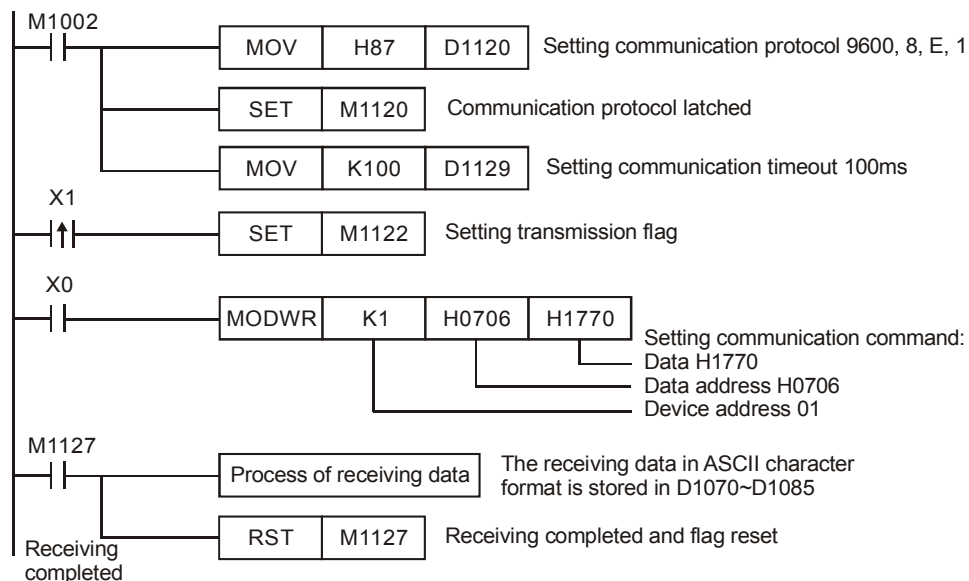 M1002
MOV H87 D1120 Setting communication protocol 9600, 8, E, 1
SET M1120 Communication protocol latched
MOV K100 D1129 Setting communication timeout 100ms
X1
SET M1122 Setting transmission flag
X0
MODWR K1 H0706 H1770
Setting communication command:
Data H1770
Data address H0706
Device address 01
M1127
Process of receiving data
The receiving data in ASCII character
format is stored in D1070~D1085
RST M1127 Receiving completed and flag reset
Receiving
completed